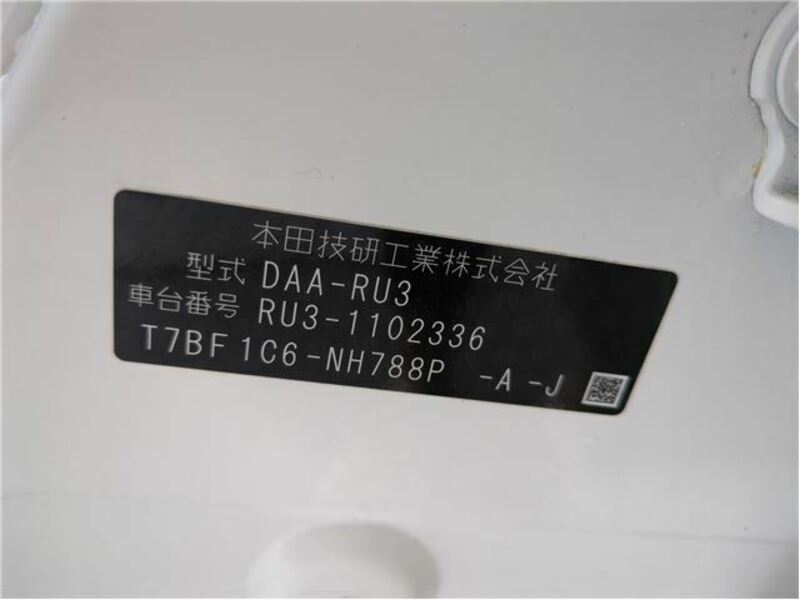 本田技研工業株式会社
型式 DAA-RU3
車台番号 RU3-1102336
T7BF1C6-NH788P -A -J